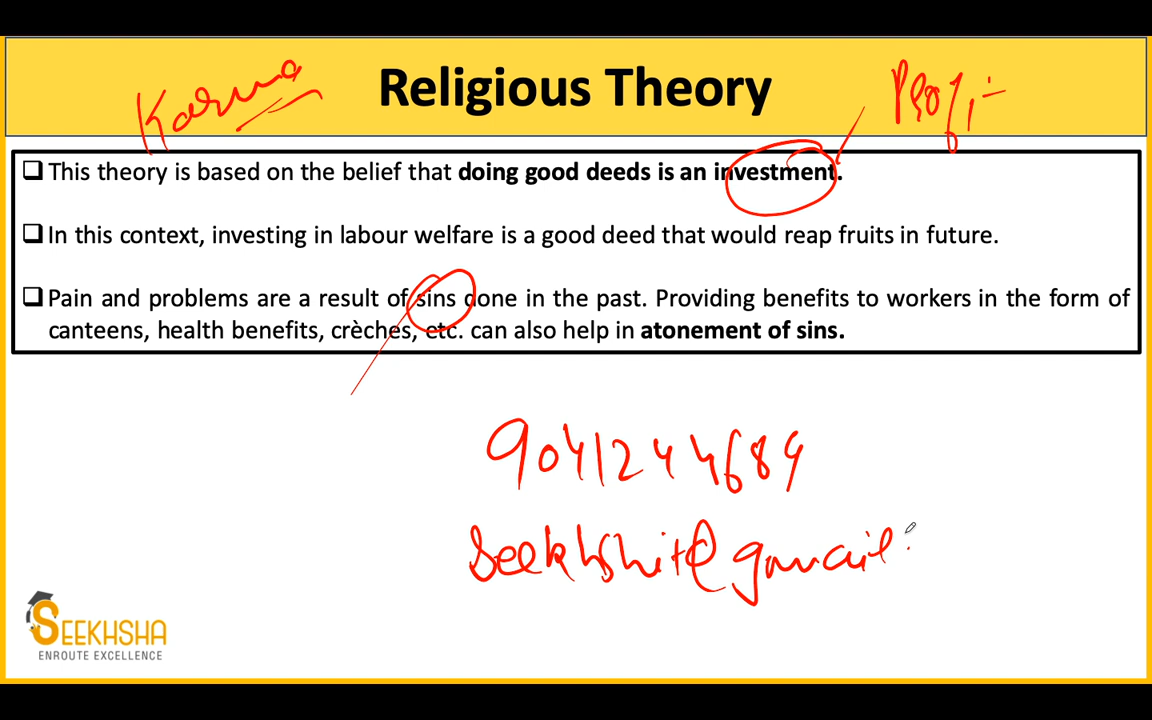 Karma
Religious Theory
❑ This theory is based on the belief that doing good deeds is an investment.
❑ In this context, investing in labour welfare is a good deed that would reap fruits in future.
❑ Pain and problems are a result of sins done in the past. Providing benefits to workers in the form of
canteens, health benefits, crèches, etc. can also help in atonement of sins.
9041244689
seekhshit@gmail.
SEEKHSHA
ENROUTE EXCELLENCE